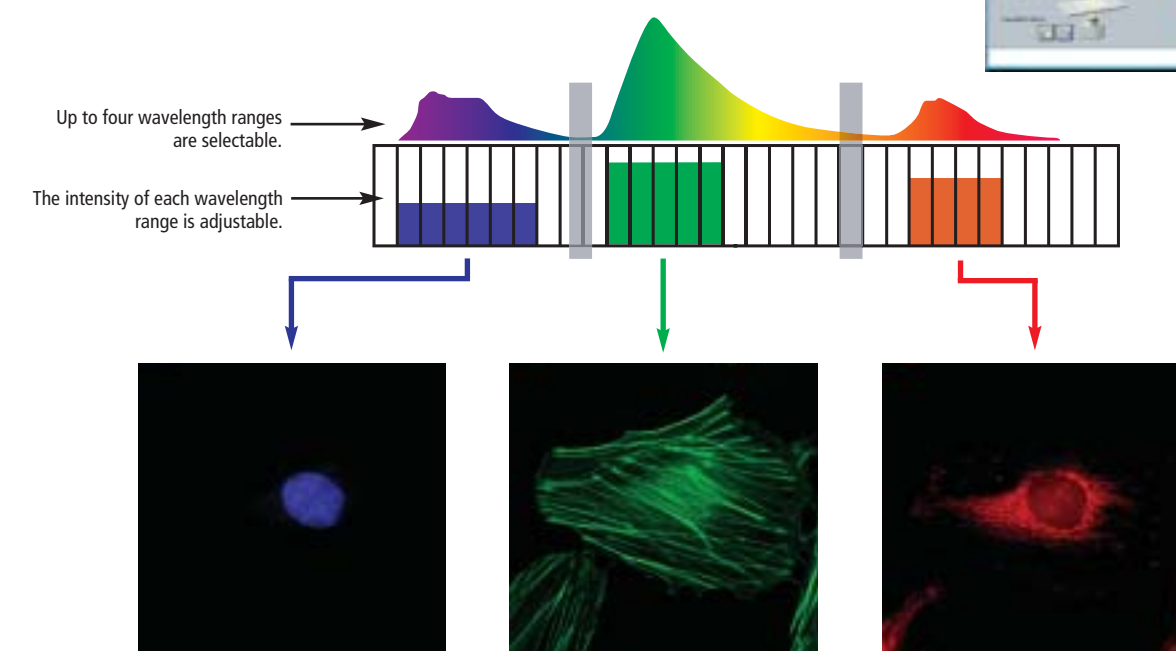 Up to four wavelength ranges
are selectable.
The intensity of each wavelength
range is adjustable.